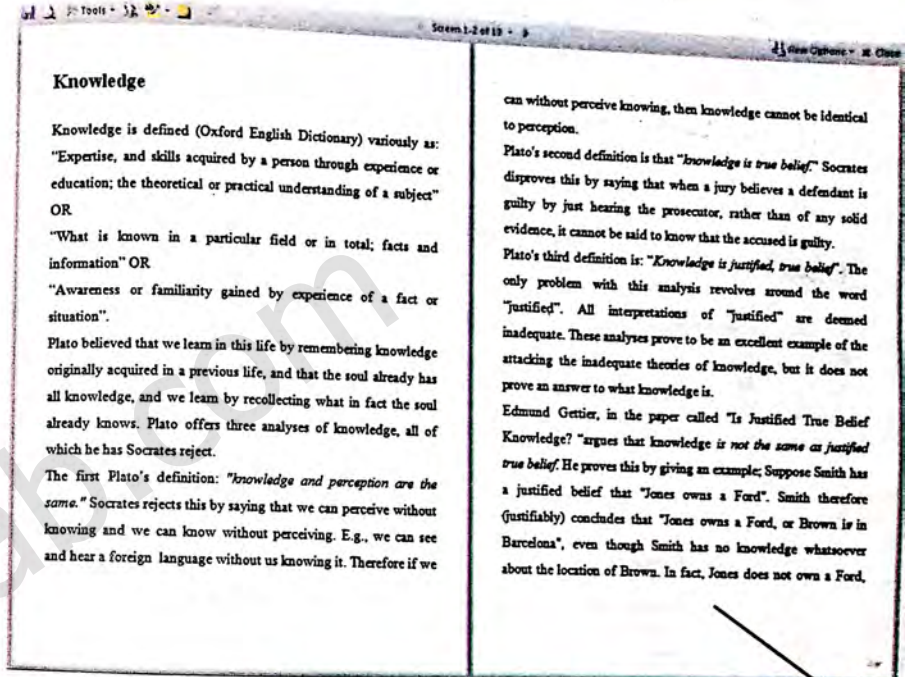 Tools
Screen 1-2 of 13
View Options Close
Knowledge
Knowledge is defined (Oxford English Dictionary) variously as:
"Expertise, and skills acquired by a person through experience or
education; the theoretical or practical understanding of a subject"
OR
"What is known in a particular field or in total; facts and
information" OR
"Awareness or familiarity gained by experience of a fact or
situation".
Plato believed that we learn in this life by remembering knowledge
originally acquired in a previous life, and that the soul already has
all knowledge, and we learn by recollecting what in fact the soul
already knows. Plato offers three analyses of knowledge, all of
which he has Socrates reject.
The first Plato's definition: "knowledge and perception are the
same." Socrates rejects this by saying that we can perceive without
knowing and we can know without perceiving. E.g., we can see
and hear a foreign language without us knowing it. Therefore if we
can without perceive knowing, then knowledge cannot be identical
to perception.
Plato's second definition is that "knowledge is true belief." Socrates
disproves this by saying that when a jury believes a defendant is
guilty by just hearing the prosecutor, rather than of any solid
evidence, it cannot be said to know that the accused is guilty.
Plato's third definition is: "Knowledge is justified, true belief". The
only problem with this analysis revolves around the word
"justified". All interpretations of "justified" are deemed
inadequate. These analyses prove to be an excellent example of the
attacking the inadequate theories of knowledge, but it does not
prove an answer to what knowledge is.
Edmund Gettier, in the paper called "Is Justified True Belief
Knowledge? "argues that knowledge is not the same as justified
true belief. He proves this by giving an example; Suppose Smith has
a justified belief that "Jones owns a Ford". Smith therefore
(justifiably) concludes that "Jones owns a Ford, or Brown is in
Barcelona", even though Smith has no knowledge whatsoever
about the location of Brown. In fact, Jones does not own a Ford,
ab.com